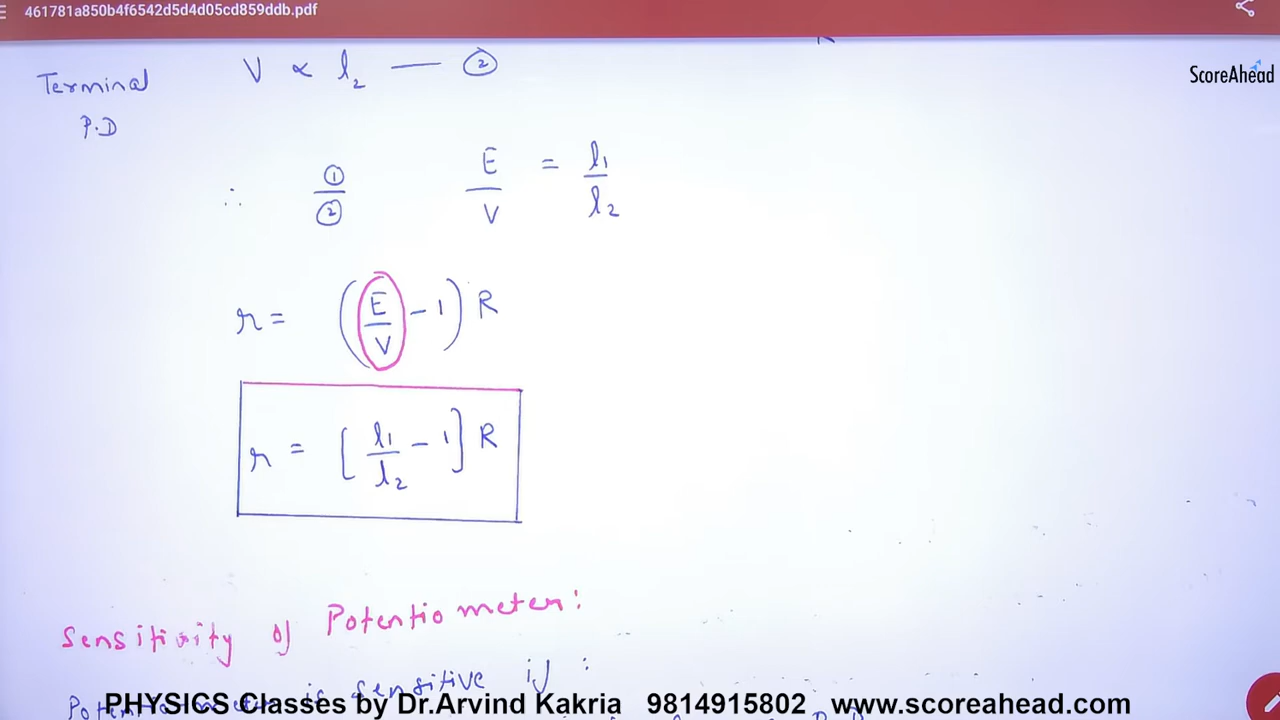 461781a850b4f6542d5d4d05cd859ddb.pdf
ScoreAhead
Terminal V ∝ l₂ — ②
P.D
∴ ①/② E/V = l₁/l₂
r = (E/V - 1) R
r = [l₁/l₂ - 1] R
Sensitivity of Potentiometer:
is sensitive if :
PHYSICS Classes by Dr.Arvind Kakria 9814915802 www.scoreahead.com